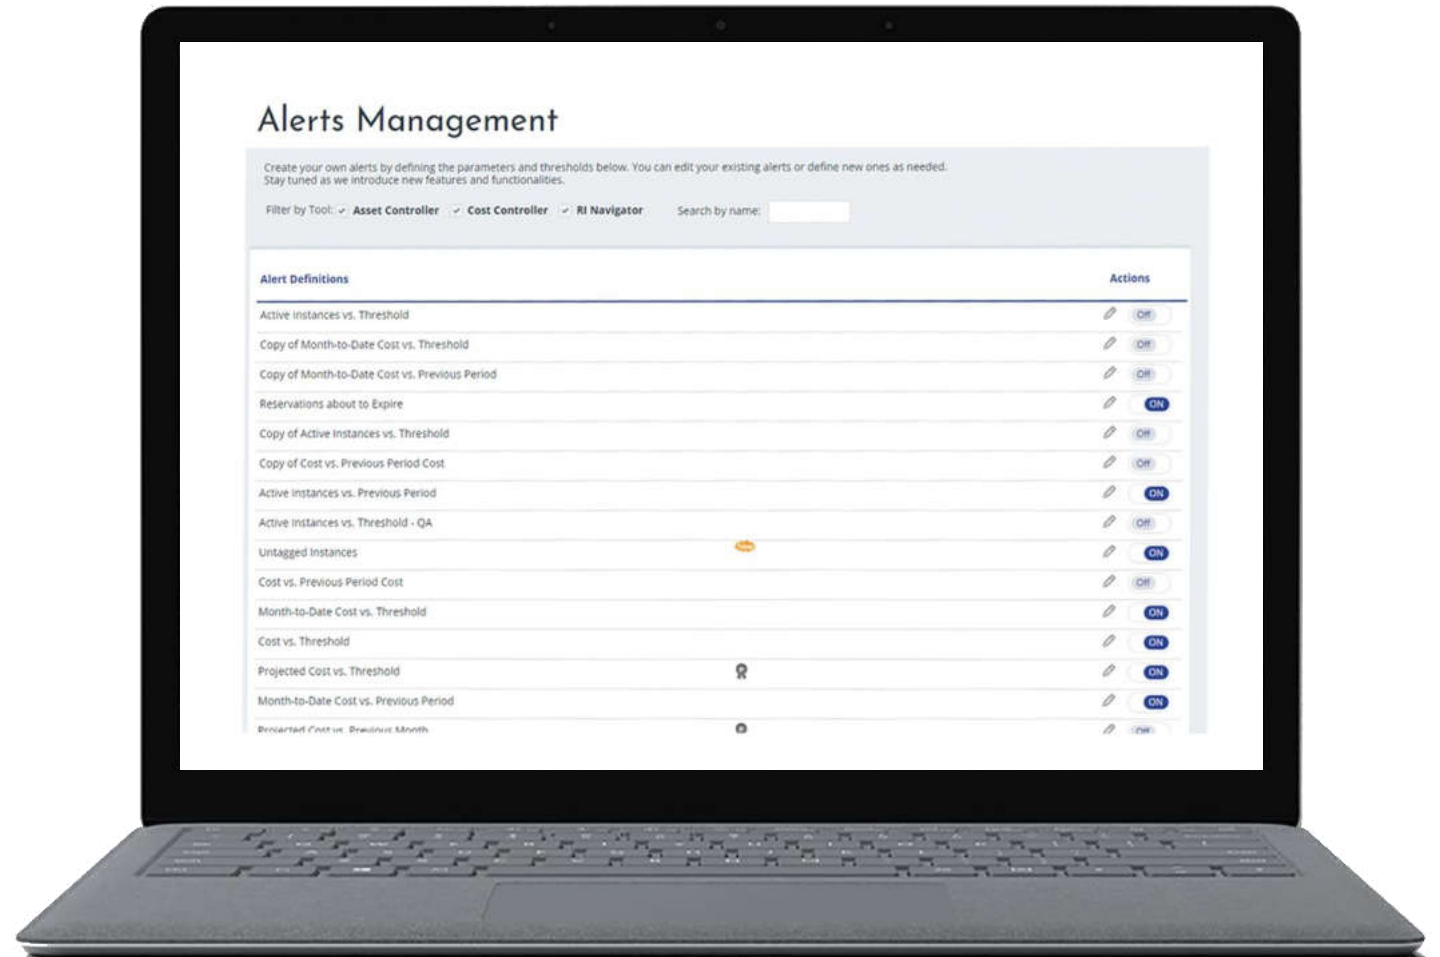 Alerts Management
Create your own alerts by defining the parameters and thresholds below. You can edit your existing alerts or define new ones as needed.
Stay tuned as we introduce new features and functionalities.
Filter by Tool: Asset Controller Cost Controller RI Navigator Search by name:
Alert Definitions Actions
Active Instances vs. Threshold Off
Copy of Month-to-Date Cost vs. Threshold Off
Copy of Month-to-Date Cost vs. Previous Period Off
Reservations about to Expire ON
Copy of Active Instances vs. Threshold Off
Copy of Cost vs. Previous Period Cost Off
Active Instances vs. Previous Period ON
Active Instances vs. Threshold - QA Off
Untagged Instances ON
Cost vs. Previous Period Cost Off
Month-to-Date Cost vs. Threshold ON
Cost vs. Threshold ON
Projected Cost vs. Threshold ON
Month-to-Date Cost vs. Previous Period ON
Projected Cost vs. Previous Month Off